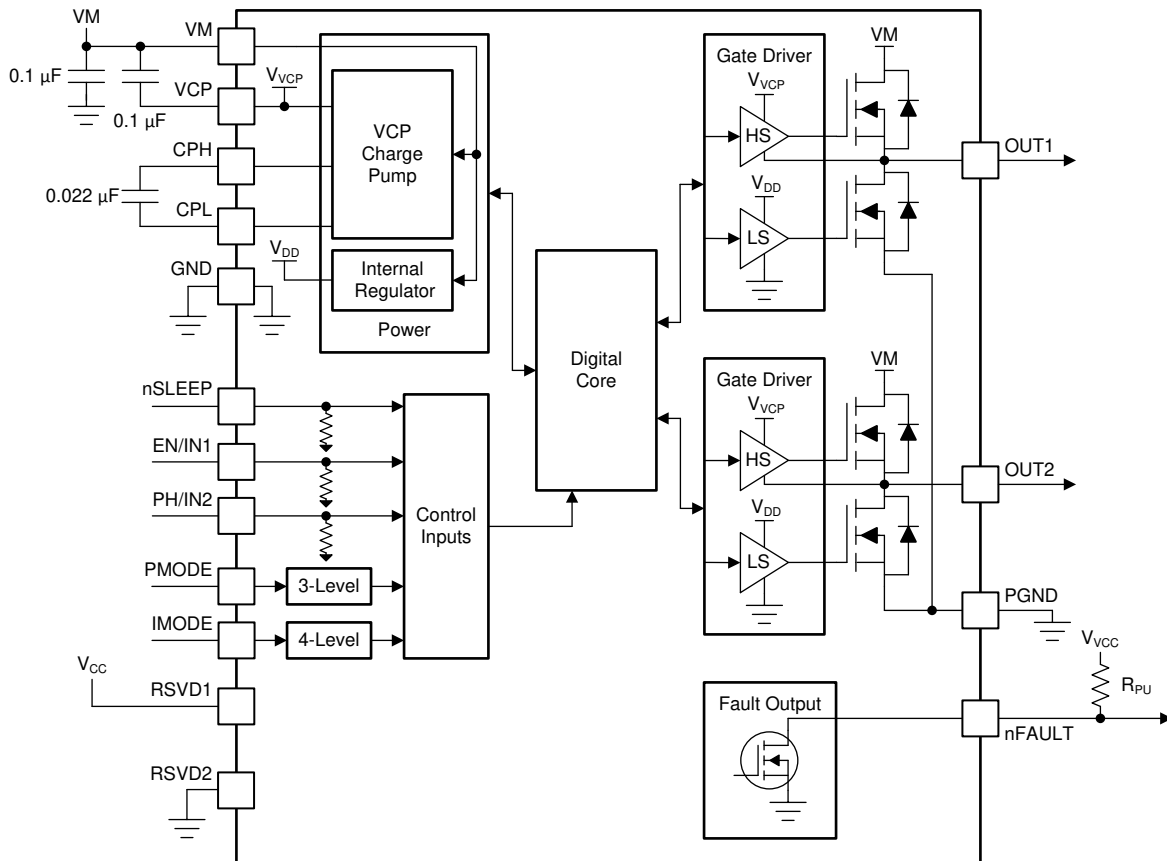 VM
VM
0.1 µF
VCP
0.1 µF
V_VCP
CPH
0.022 µF
CPL
V_DD
GND
VCP
Charge
Pump
Internal
Regulator
Power
nSLEEP
EN/IN1
PH/IN2
PMODE
3-Level
IMODE
4-Level
Control
Inputs
V_CC
RSVD1
RSVD2
Digital
Core
Gate Driver
V_VCP
HS
V_DD
LS
VM
OUT1
Gate Driver
V_VCP
HS
V_DD
LS
VM
OUT2
PGND
V_VCC
R_PU
nFAULT
Fault Output